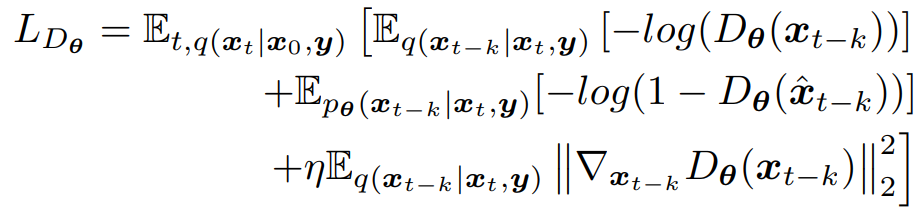 L_{D_θ} = 𝔼_{t,q(x_t|x_0,y)} [𝔼_{q(x_{t−k}|x_t,y)} [−log(D_θ(x_{t−k}))]
+𝔼_{p_θ(x_{t−k}|x_t,y)}[−log(1 − D_θ(x̂_{t−k}))]
+η𝔼_{q(x_{t−k}|x_t,y)} ‖∇_{x_{t−k}} D_θ(x_{t−k})‖_2^2]